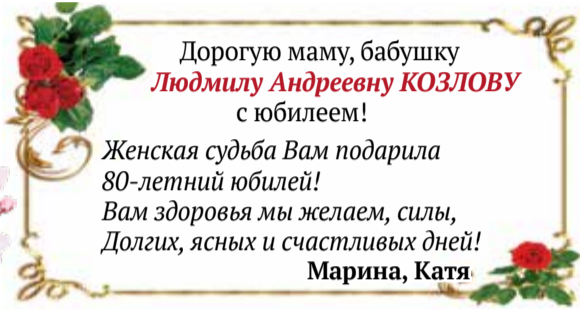 Дорогую маму, бабушку
Людмилу Андреевну КОЗЛОВУ
с юбилеем!
Женская судьба Вам подарила
80-летний юбилей!
Вам здоровья мы желаем, силы,
Долгих, ясных и счастливых дней!
Марина, Катя